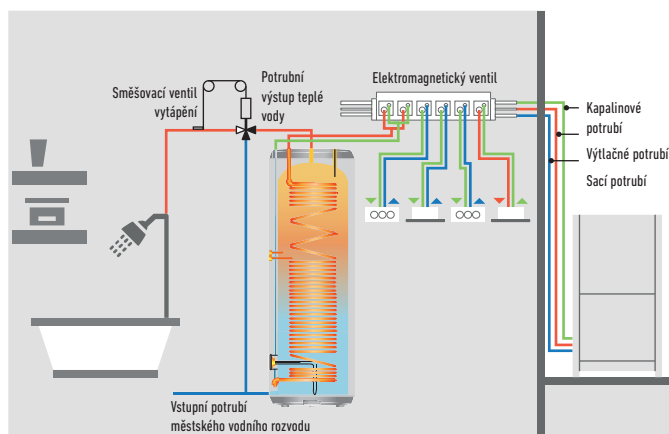 Směšovací ventil
vytápění
Potrubní
výstup teplé
vody
Elektromagnetický ventil
Kapalinové
potrubí
Výtlačné potrubí
Sací potrubí
Vstupní potrubí
městského vodního rozvodu